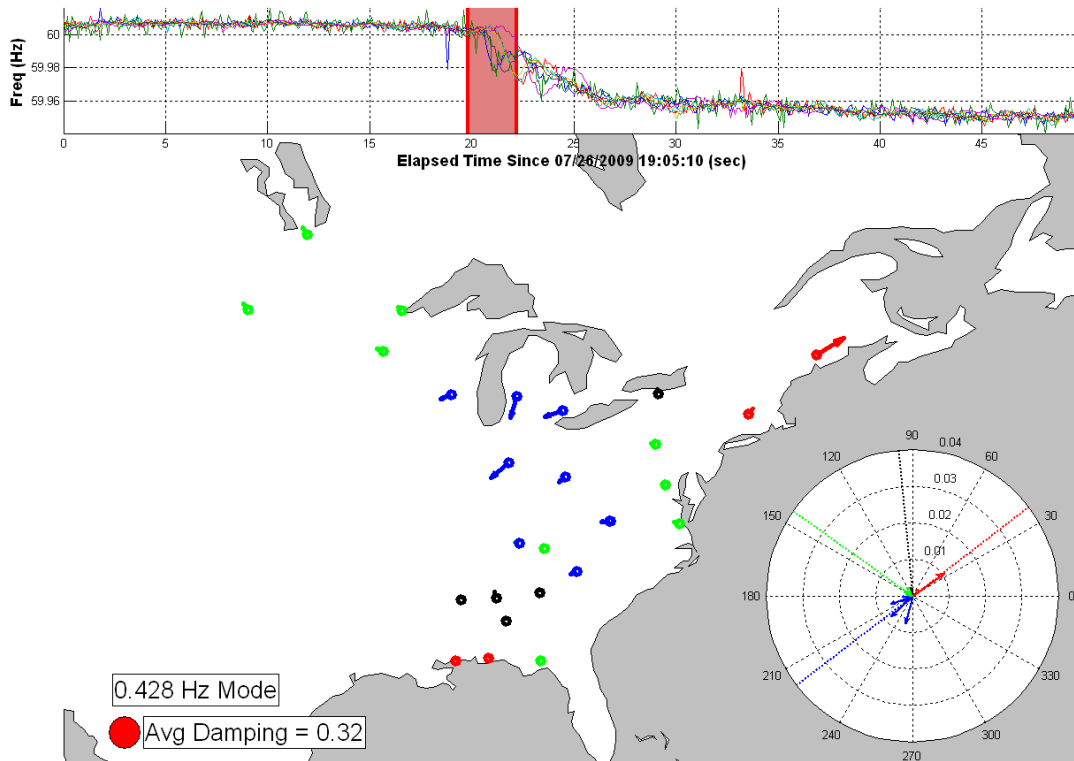 Freq (Hz)
60
59.98
59.96
0 5 10 15 20 25 30 35 40 45
Elapsed Time Since 07/26/2009 19:05:10 (sec)
90 0.04
120 60
0.03
0.02
150 30
0.01
180 0
210 330
240 300
270
0.428 Hz Mode
Avg Damping = 0.32